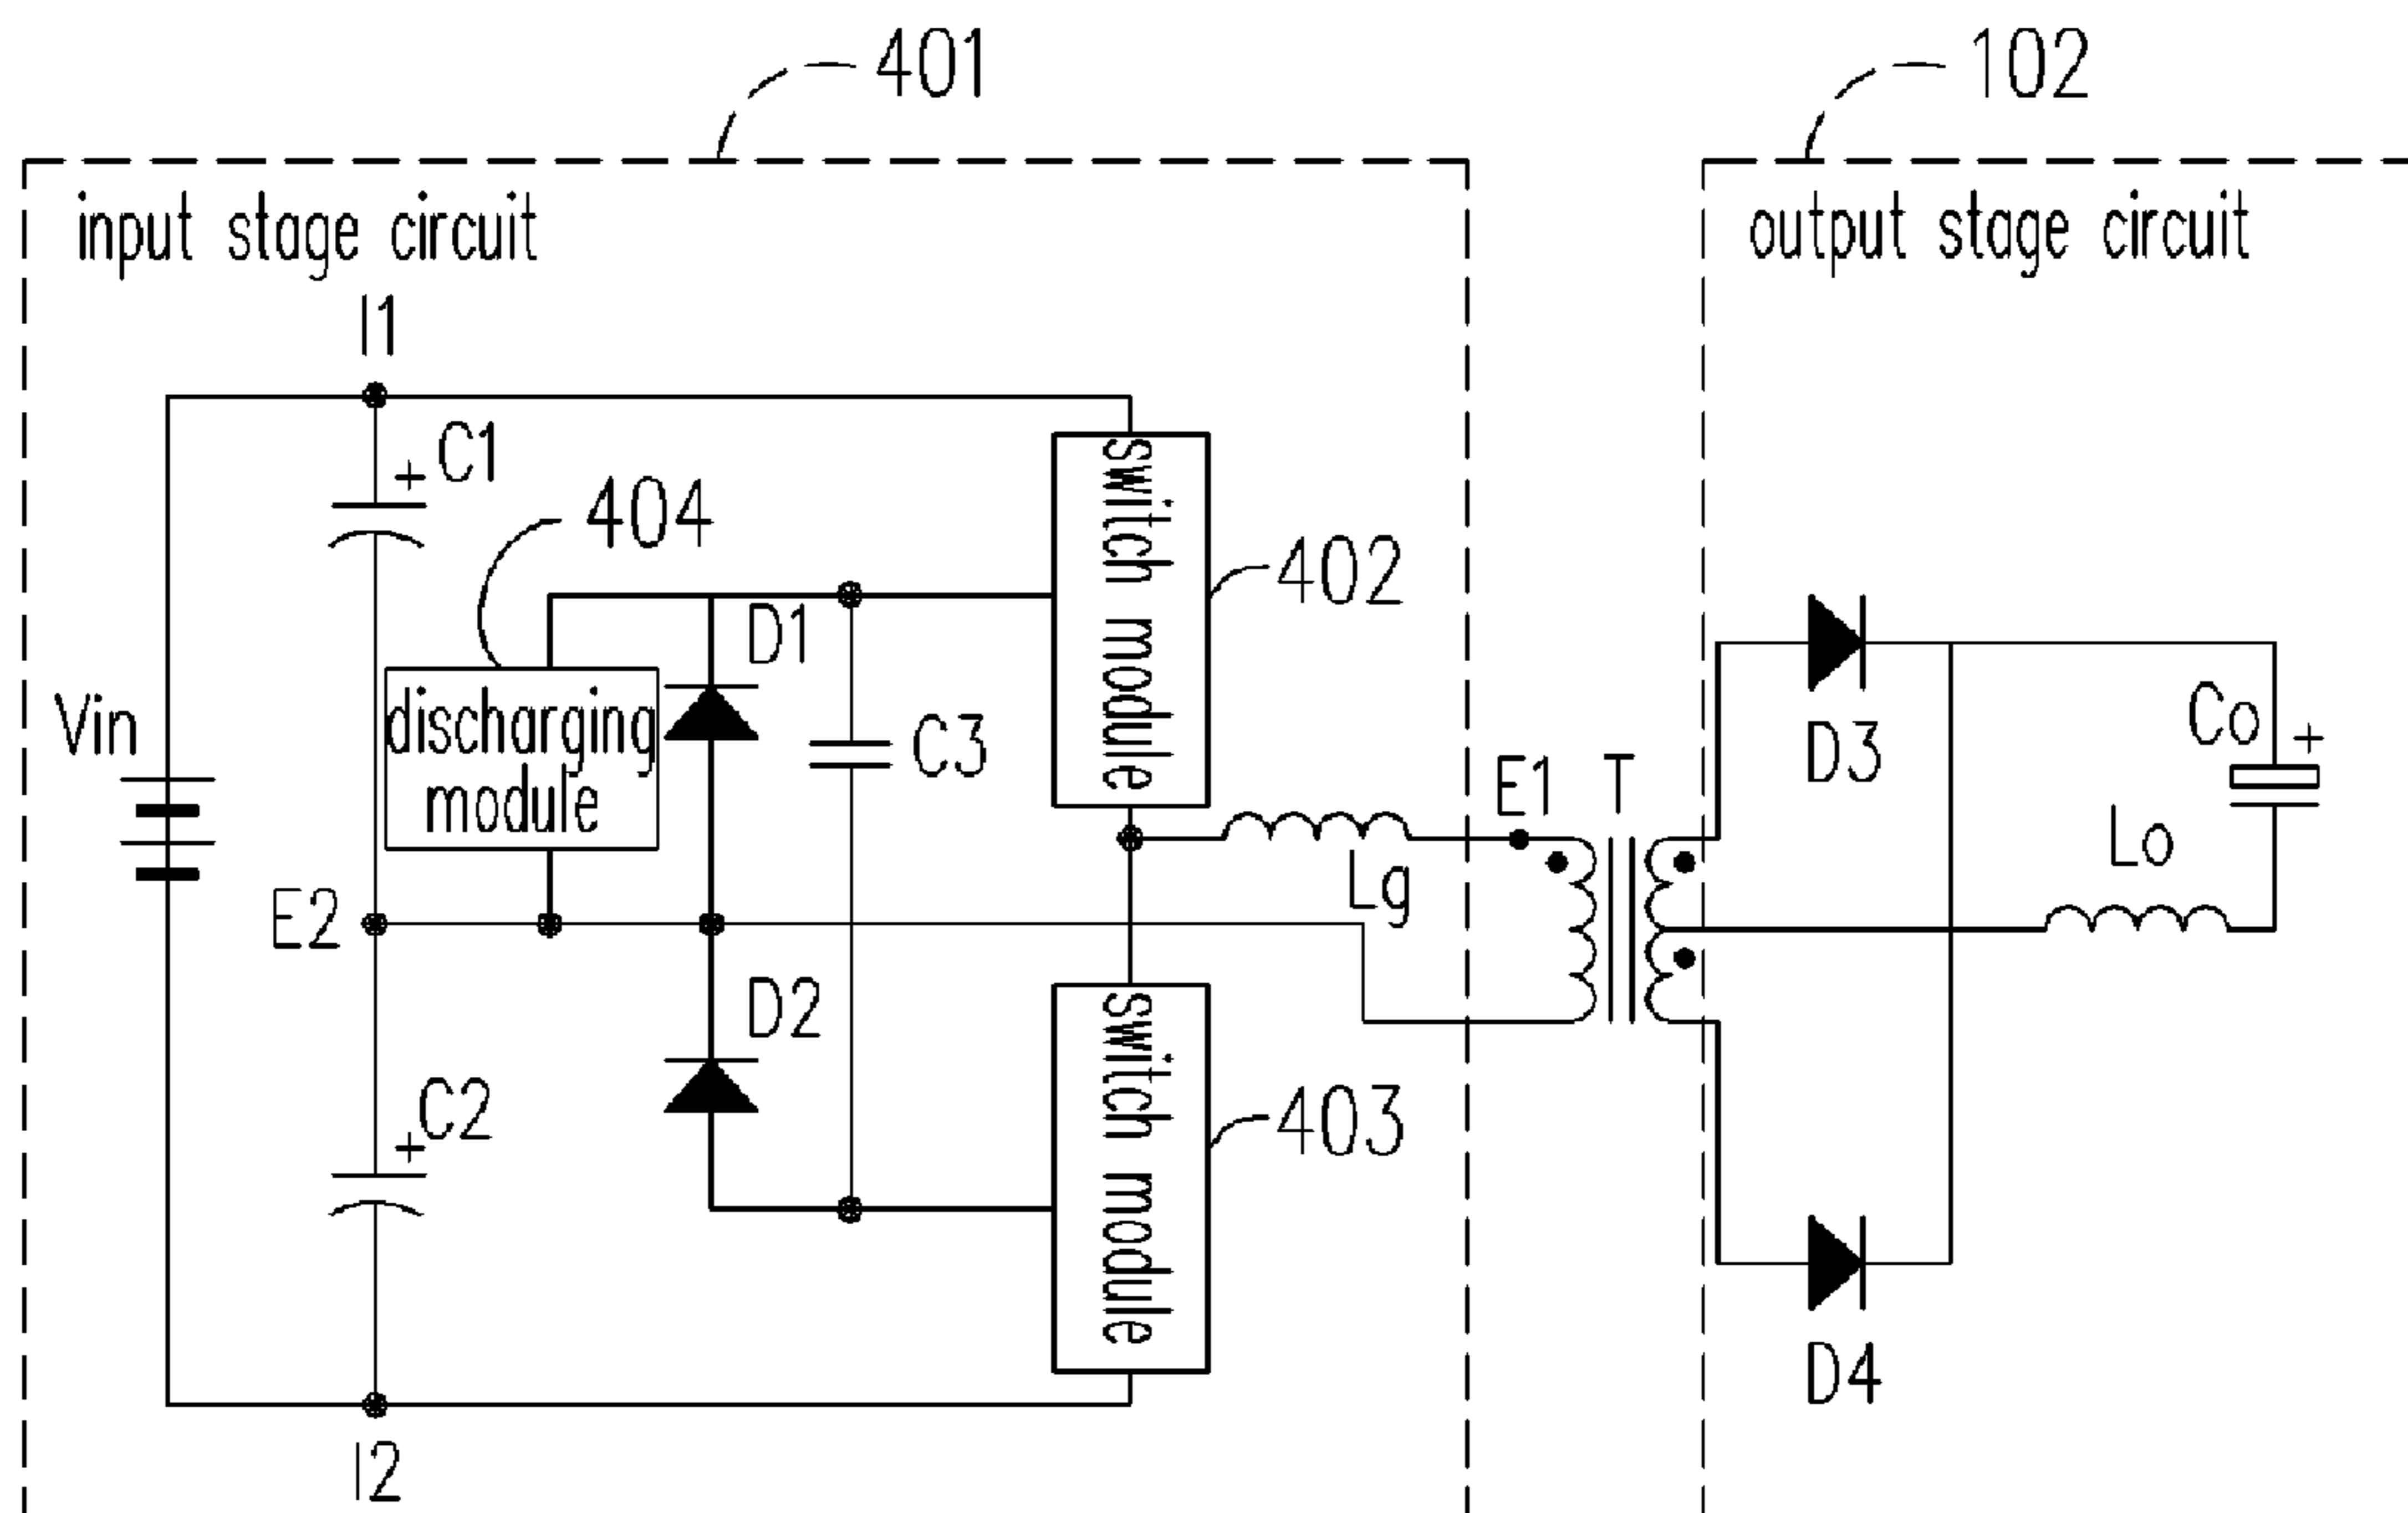 401
102
input stage circuit
output stage circuit
I1
+ C1
404
switch module
402
D1
discharging
module
Vin
C3
D3
Co +
E1 T
Lg
Lo
E2
D2
switch module
403
+ C2
D4
I2